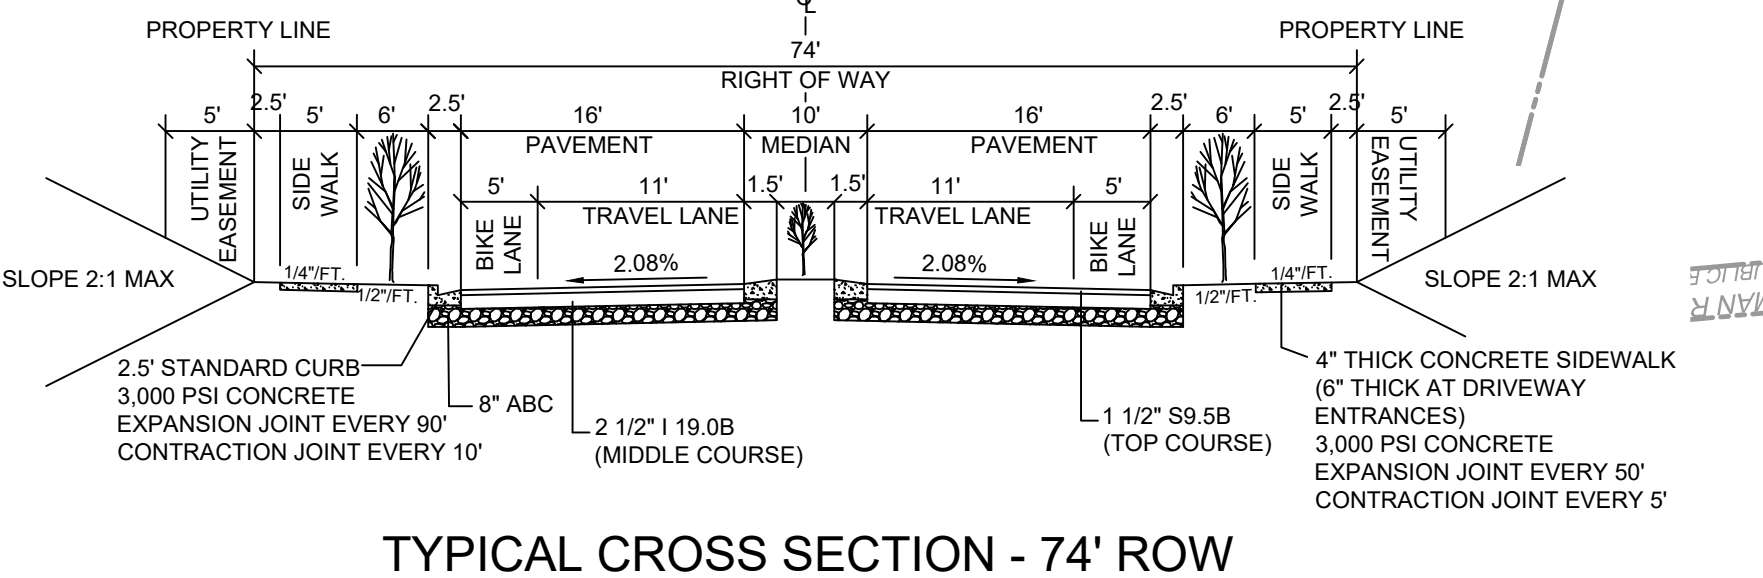 ℄
PROPERTY LINE
74'
PROPERTY LINE
RIGHT OF WAY
5'
2.5'
5'
6'
2.5'
16'
10'
16'
2.5'
6'
5'
2.5'
5'
UTILITY
EASEMENT
SIDE
WALK
PAVEMENT
MEDIAN
PAVEMENT
SIDE
WALK
UTILITY
EASEMENT
5'
11'
1.5'
1.5'
11'
5'
BIKE
LANE
TRAVEL LANE
TRAVEL LANE
BIKE
LANE
SLOPE 2:1 MAX
1/4"/FT.
1/2"/FT.
2.08%
2.08%
1/2"/FT.
1/4"/FT.
SLOPE 2:1 MAX
2.5' STANDARD CURB
3,000 PSI CONCRETE
EXPANSION JOINT EVERY 90'
CONTRACTION JOINT EVERY 10'
8" ABC
2 1/2" I 19.0B
(MIDDLE COURSE)
1 1/2" S9.5B
(TOP COURSE)
4" THICK CONCRETE SIDEWALK
(6" THICK AT DRIVEWAY
ENTRANCES)
3,000 PSI CONCRETE
EXPANSION JOINT EVERY 50'
CONTRACTION JOINT EVERY 5'
TYPICAL CROSS SECTION - 74' ROW